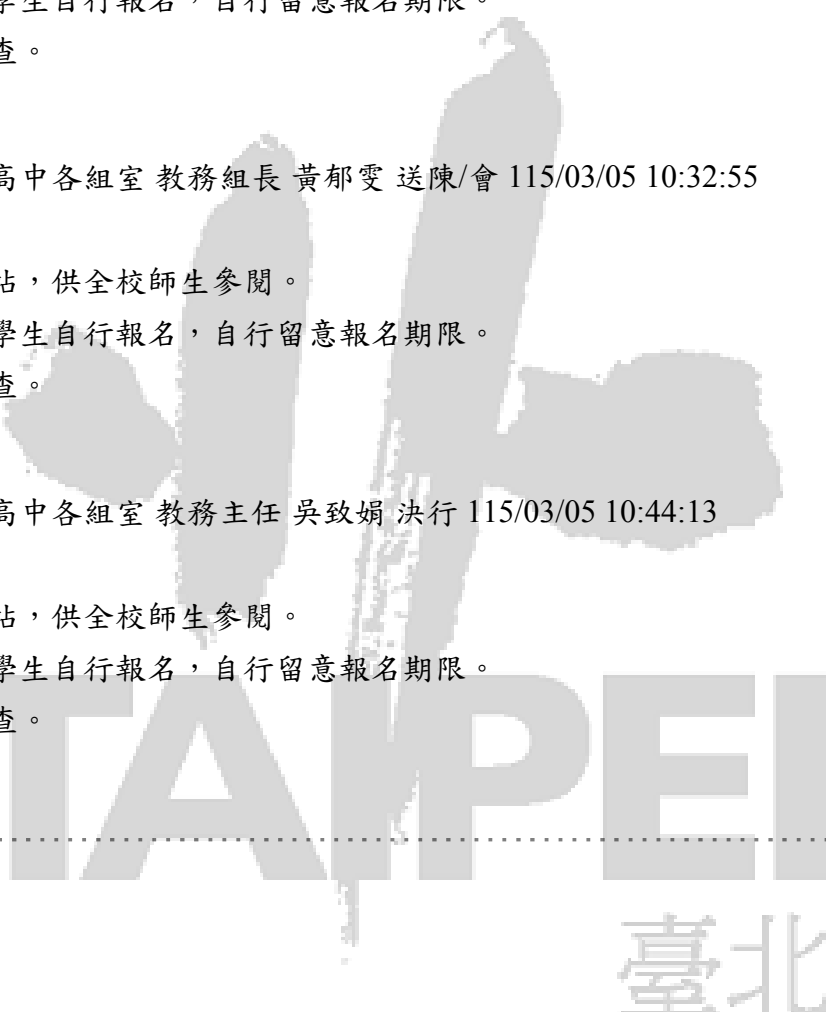 學生自行報名，自行留意報名期限。
查。
高中各組室 教務組長 黃郁雯 送陳/會 115/03/05 10:32:55
站，供全校師生參閱。
學生自行報名，自行留意報名期限。
查。
高中各組室 教務主任 吳致娟 決行 115/03/05 10:44:13
站，供全校師生參閱。
學生自行報名，自行留意報名期限。
查。
TAIPEI
臺北